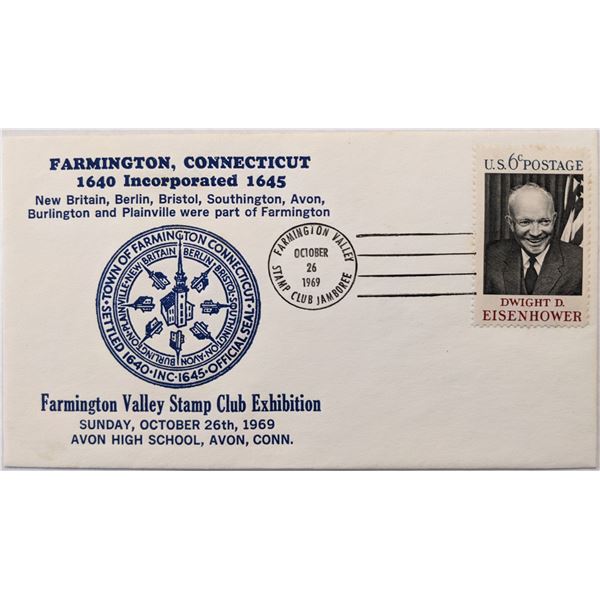 FARMINGTON, CONNECTICUT
1640 Incorporated 1645
New Britain, Berlin, Bristol, Southington, Avon,
Burlington and Plainville were part of Farmington
TOWN OF FARMINGTON CONNECTICUT
SETTLED 1640 · INC · 1645 · OFFICIAL SEAL
BURLINGTON · PLAINVILLE · NEW BRITAIN · BERLIN · BRISTOL · SOUTHINGTON · AVON
Farmington Valley Stamp Club Exhibition
SUNDAY, OCTOBER 26th, 1969
AVON HIGH SCHOOL, AVON, CONN.
FARMINGTON VALLEY
OCTOBER
26
1969
STAMP CLUB JAMBOREE
U.S. 6c POSTAGE
DWIGHT D.
EISENHOWER